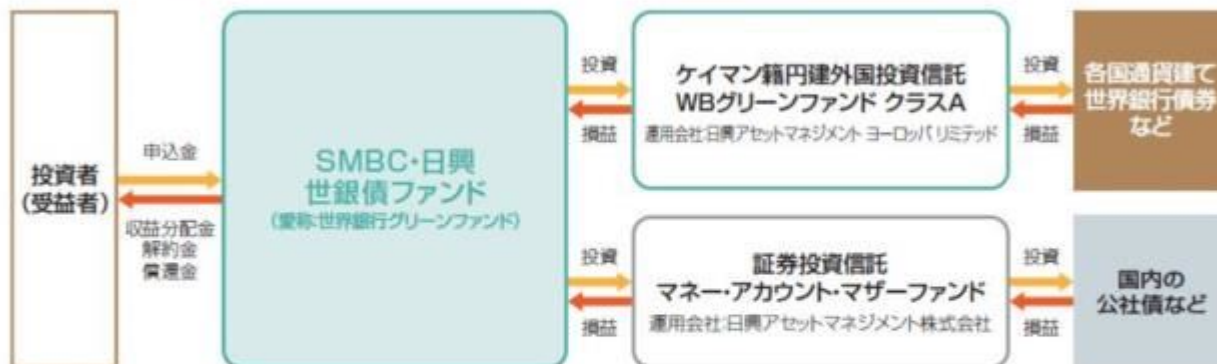 投資者
(受益者)
申込金
収益分配金
解約金
償還金
SMBC・日興
世銀債ファンド
(愛称:世界銀行グリーンファンド)
投資
損益
ケイマン籍円建外国投資信託
WBグリーンファンド クラスA
運用会社:日興アセットマネジメント ヨーロッパ リミテッド
投資
損益
各国通貨建て
世界銀行債券
など
投資
損益
証券投資信託
マネー・アカウント・マザーファンド
運用会社:日興アセットマネジメント株式会社
投資
損益
国内の
公社債など